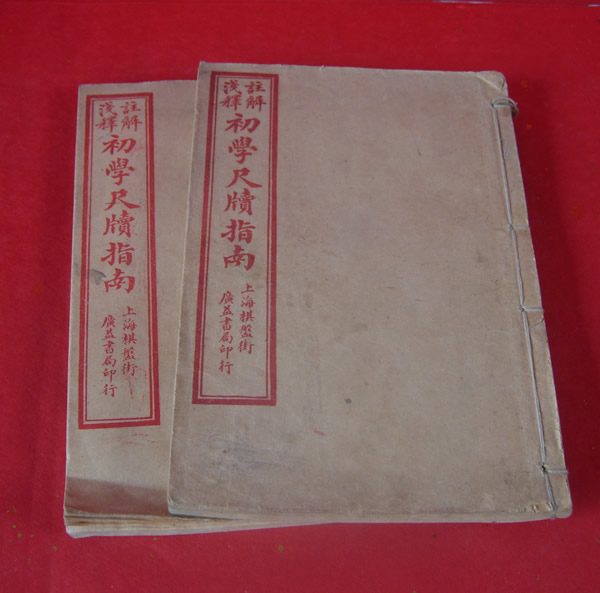 註解
淺釋
初學尺牘指南
上海棋盤街
廣益書局印行
註解
淺釋
初學尺牘指南
上海棋盤街
廣益書局印行